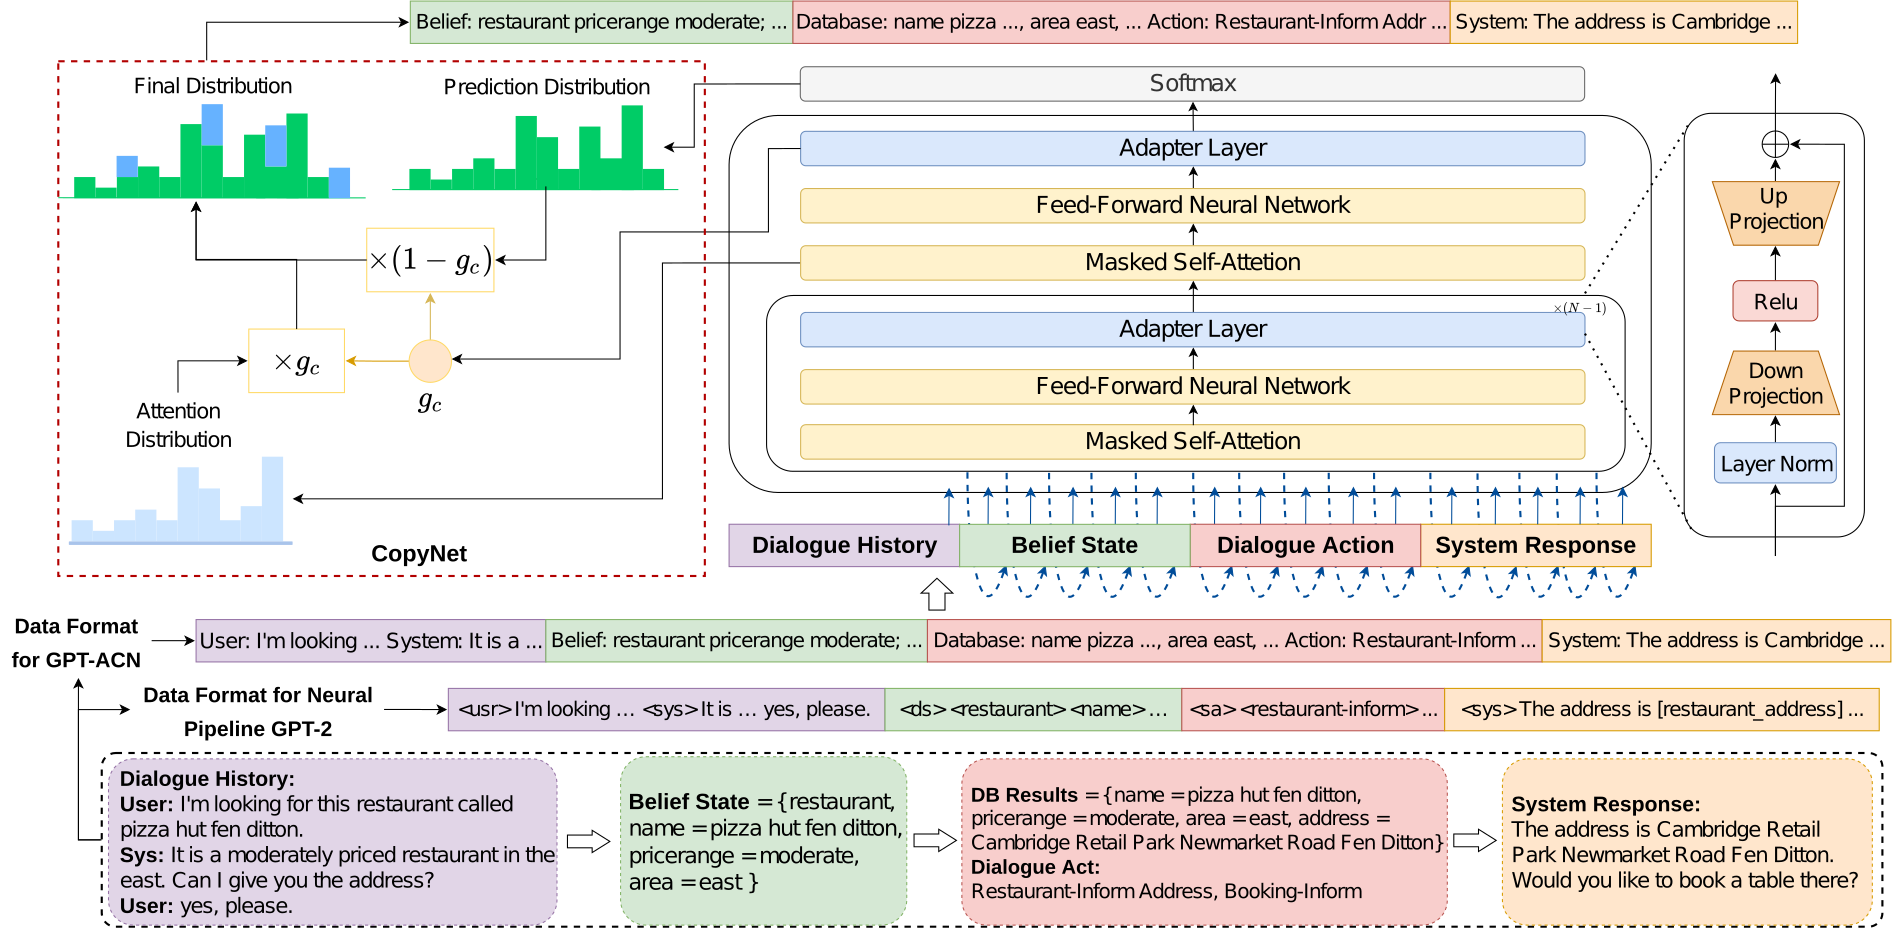 Belief: restaurant pricerange moderate; ... Database: name pizza ..., area east, ... Action: Restaurant-Inform Addr ... System: The address is Cambridge ...
Final Distribution
Prediction Distribution
×(1 − g_c)
×g_c
g_c
Attention
Distribution
CopyNet
Softmax
Adapter Layer
Feed-Forward Neural Network
Masked Self-Attetion
×(N − 1)
Adapter Layer
Feed-Forward Neural Network
Masked Self-Attetion
Up
Projection
Relu
Down
Projection
Layer Norm
Dialogue History Belief State Dialogue Action System Response
Data Format
for GPT-ACN
User: I'm looking ... System: It is a ... Belief: restaurant pricerange moderate; ... Database: name pizza ..., area east, ... Action: Restaurant-Inform ... System: The address is Cambridge ...
Data Format for Neural
Pipeline GPT-2
<usr> I'm looking ... <sys> It is ... yes, please. <ds> <restaurant> <name> ... <sa> <restaurant-inform> ... <sys> The address is [restaurant_address] ...
Dialogue History:
User: I'm looking for this restaurant called
pizza hut fen ditton.
Sys: It is a moderately priced restaurant in the
east. Can I give you the address?
User: yes, please.
Belief State = {restaurant,
name = pizza hut fen ditton,
pricerange = moderate,
area = east }
DB Results = {name = pizza hut fen ditton,
pricerange = moderate, area = east, address =
Cambridge Retail Park Newmarket Road Fen Ditton}
Dialogue Act:
Restaurant-Inform Address, Booking-Inform
System Response:
The address is Cambridge Retail
Park Newmarket Road Fen Ditton.
Would you like to book a table there?